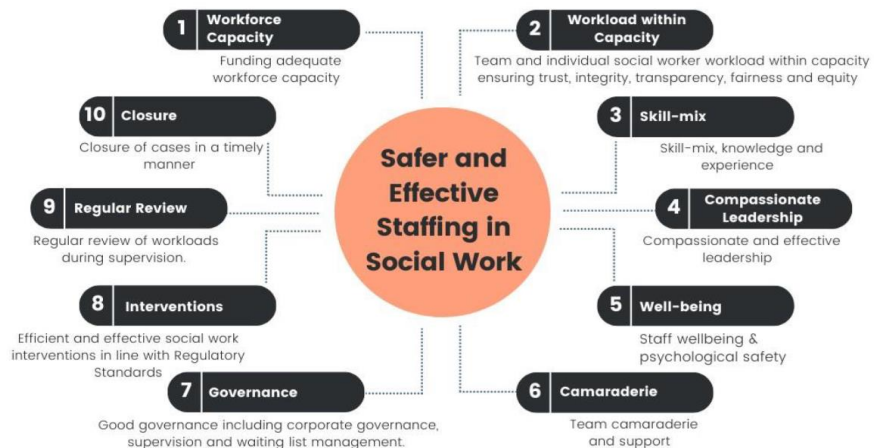 1 Workforce
Capacity
Funding adequate
workforce capacity
2 Workload within
Capacity
Team and individual social worker workload within capacity
ensuring trust, integrity, transparency, fairness and equity
10 Closure
Closure of cases in a timely
manner
3 Skill-mix
Skill-mix, knowledge and
experience
Safer and
Effective
Staffing in
Social Work
9 Regular Review
Regular review of workloads
during supervision.
4 Compassionate
Leadership
Compassionate and effective
leadership
8 Interventions
Efficient and effective social work
interventions in line with Regulatory
Standards
5 Well-being
Staff wellbeing &
psychological safety
7 Governance
Good governance including corporate governance,
supervision and waiting list management.
6 Camaraderie
Team camaraderie
and support